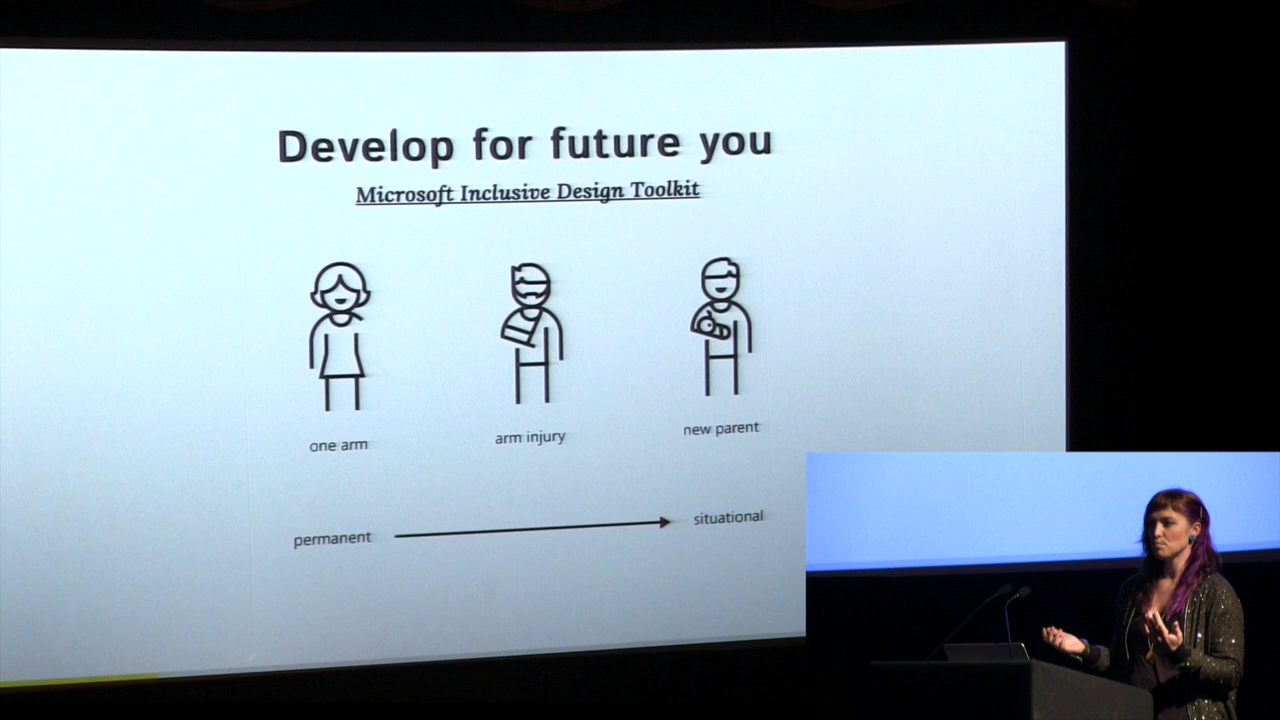 Develop for future you
Microsoft Inclusive Design Toolkit
one arm
arm injury
new parent
permanent
situational